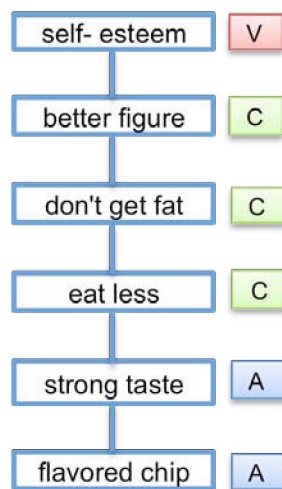 self- esteem V
better figure C
don't get fat C
eat less C
strong taste A
flavored chip A